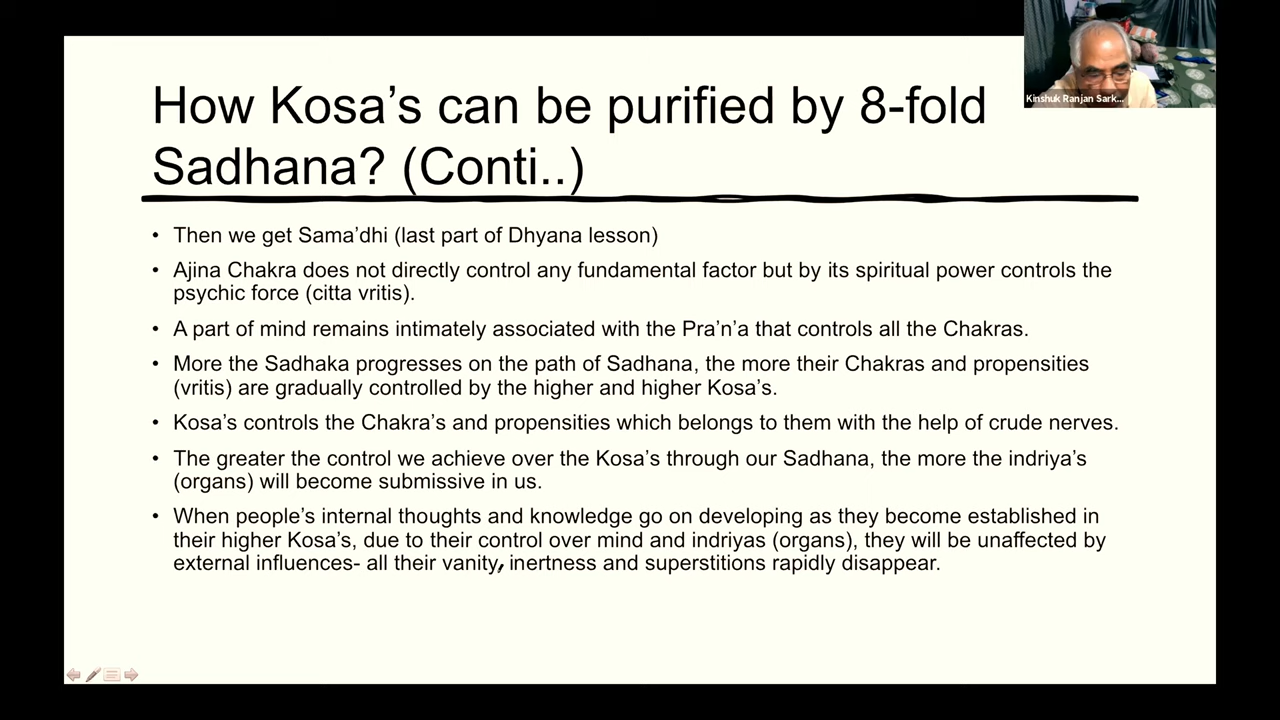 How Kosa’s can be purified by 8-fold
Sadhana? (Conti..)
Kinshuk Ranjan Sark...
• Then we get Sama’dhi (last part of Dhyana lesson)
• Ajina Chakra does not directly control any fundamental factor but by its spiritual power controls the
psychic force (citta vritis).
• A part of mind remains intimately associated with the Pra’n’a that controls all the Chakras.
• More the Sadhaka progresses on the path of Sadhana, the more their Chakras and propensities
(vritis) are gradually controlled by the higher and higher Kosa’s.
• Kosa’s controls the Chakra’s and propensities which belongs to them with the help of crude nerves.
• The greater the control we achieve over the Kosa’s through our Sadhana, the more the indriya’s
(organs) will become submissive in us.
• When people’s internal thoughts and knowledge go on developing as they become established in
their higher Kosa’s, due to their control over mind and indriyas (organs), they will be unaffected by
external influences- all their vanity, inertness and superstitions rapidly disappear.